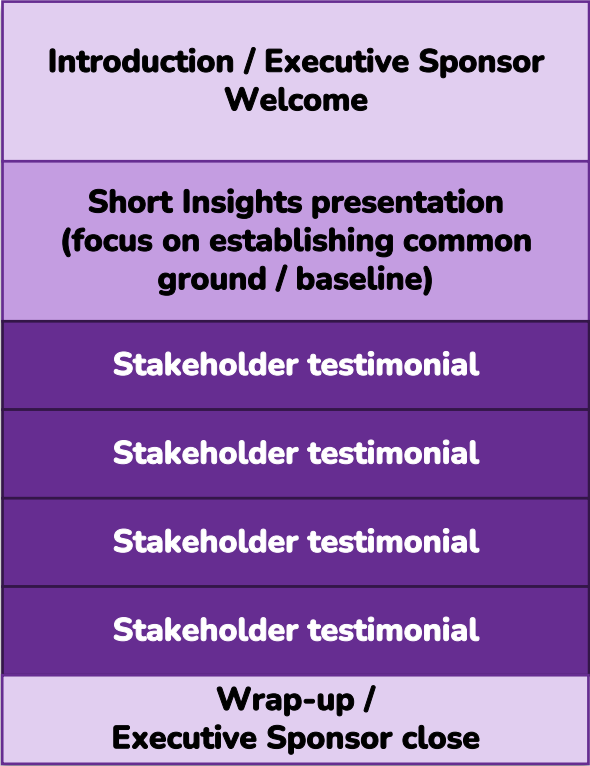 Introduction / Executive Sponsor
Welcome
Short Insights presentation
(focus on establishing common
ground / baseline)
Stakeholder testimonial
Stakeholder testimonial
Stakeholder testimonial
Stakeholder testimonial
Wrap-up /
Executive Sponsor close